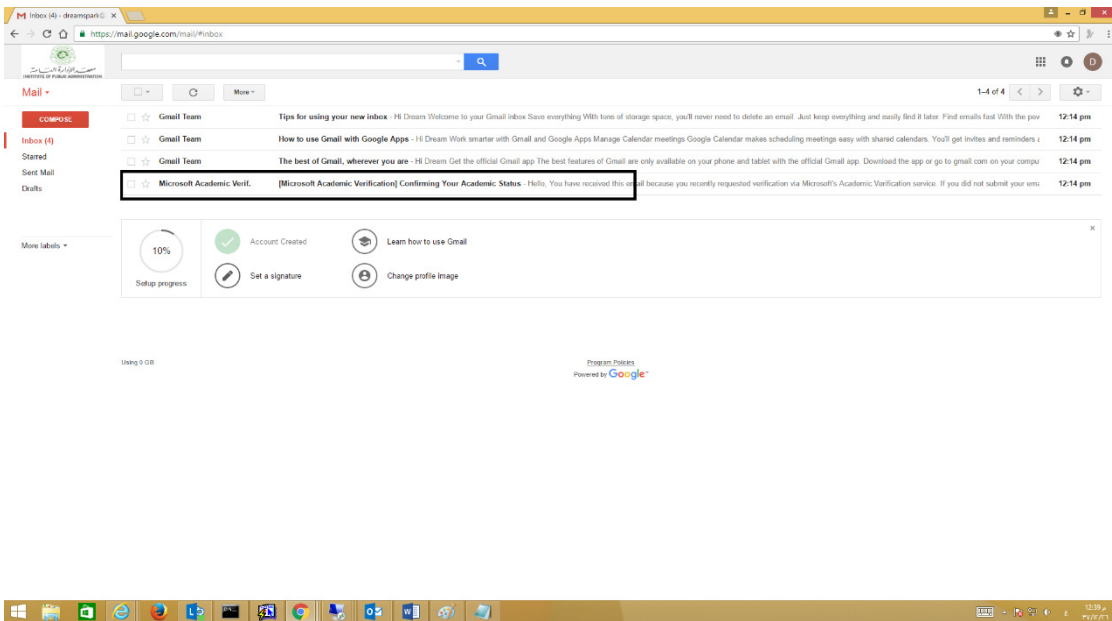 Inbox (4) - dreamspark@
https://mail.google.com/mail/#inbox
معهد الإدارة العامة
INSTITUTE OF PUBLIC ADMINISTRATION
D
Mail
More
1–4 of 4
COMPOSE
Inbox (4)
Starred
Sent Mail
Drafts
More labels
Gmail Team Tips for using your new inbox - Hi Dream Welcome to your Gmail inbox Save everything With tons of storage space, you'll never need to delete an email. Just keep everything and easily find it later. Find emails fast With the pov 12:14 pm
Gmail Team How to use Gmail with Google Apps - Hi Dream Work smarter with Gmail and Google Apps Manage Calendar meetings Google Calendar makes scheduling meetings easy with shared calendars. You'll get invites and reminders a 12:14 pm
Gmail Team The best of Gmail, wherever you are - Hi Dream Get the official Gmail app The best features of Gmail are only available on your phone and tablet with the official Gmail app. Download the app or go to gmail.com on your compu 12:14 pm
Microsoft Academic Verif. [Microsoft Academic Verification] Confirming Your Academic Status - Hello, You have received this email because you recently requested verification via Microsoft's Academic Verification service. If you did not submit your ema 12:14 pm
10%
Setup progress
Account Created
Learn how to use Gmail
Set a signature
Change profile image
Using 0 GB
Program Policies
Powered by Google
12:39 م